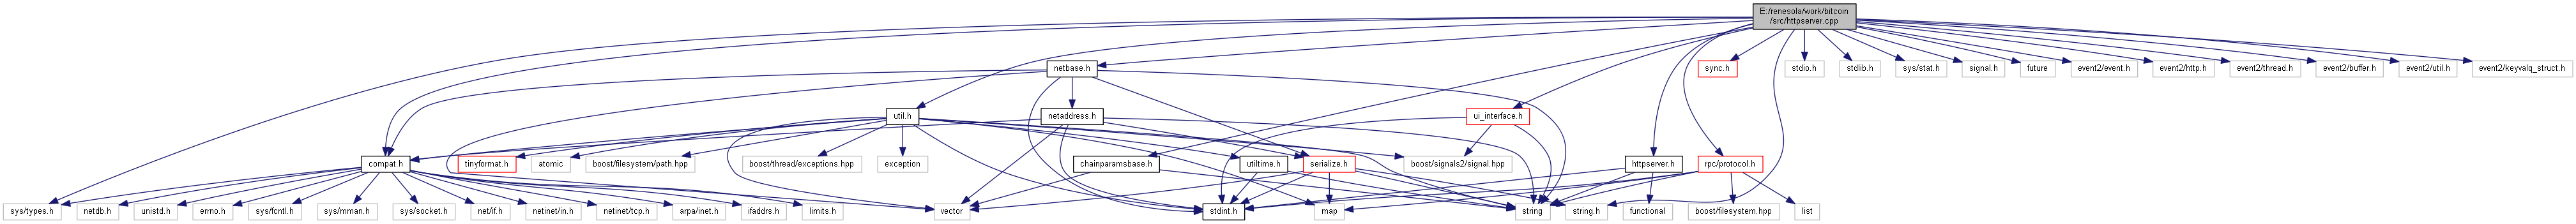 E:/renesola/work/bitcoin
/src/httpserver.cpp
netbase.h
sync.h
stdio.h
stdlib.h
sys/stat.h
signal.h
future
event2/event.h
event2/http.h
event2/thread.h
event2/buffer.h
event2/util.h
event2/keyvalq_struct.h
util.h
netaddress.h
ui_interface.h
compat.h
tinyformat.h
atomic
boost/filesystem/path.hpp
boost/thread/exceptions.hpp
exception
chainparamsbase.h
utiltime.h
serialize.h
boost/signals2/signal.hpp
httpserver.h
rpc/protocol.h
sys/types.h
netdb.h
unistd.h
errno.h
sys/fcntl.h
sys/mman.h
sys/socket.h
net/if.h
netinet/in.h
netinet/tcp.h
arpa/inet.h
ifaddrs.h
limits.h
vector
stdint.h
map
string
string.h
functional
boost/filesystem.hpp
list